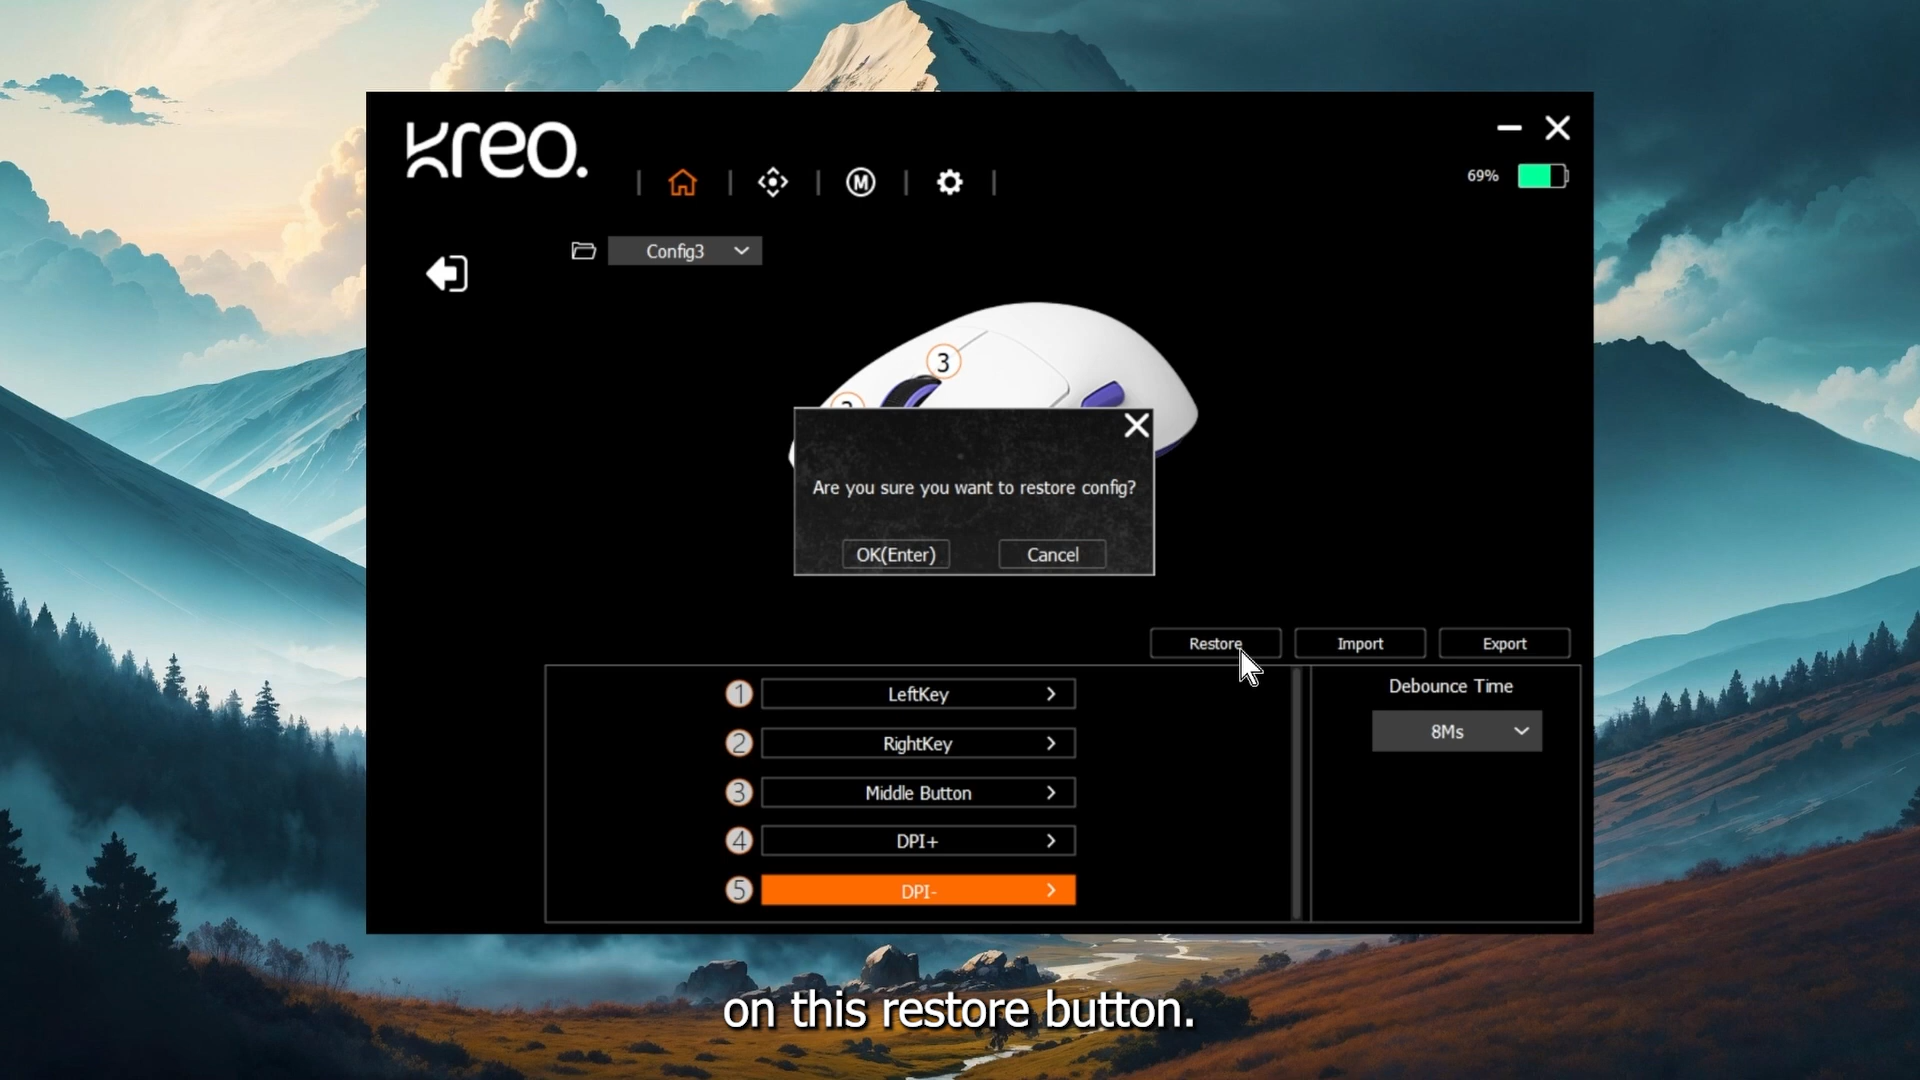 kreo.
M
69%
Config3
3
Are you sure you want to restore config?
OK(Enter)
Cancel
Restore
Import
Export
1 LeftKey
2 RightKey
3 Middle Button
4 DPI+
5 DPI-
Debounce Time
8Ms
on this restore button.